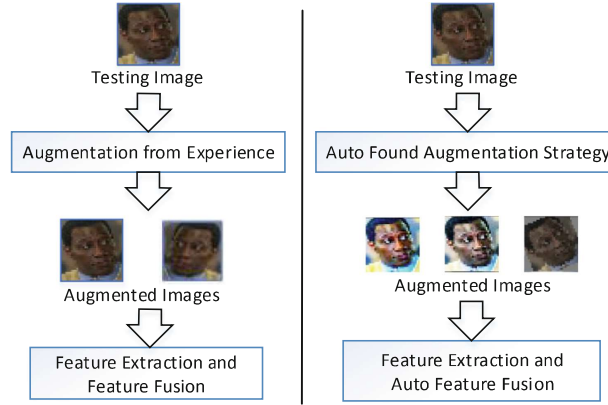 Testing Image
Augmentation from Experience
Augmented Images
Feature Extraction and
Feature Fusion
Testing Image
Auto Found Augmentation Strategy
Augmented Images
Feature Extraction and
Auto Feature Fusion